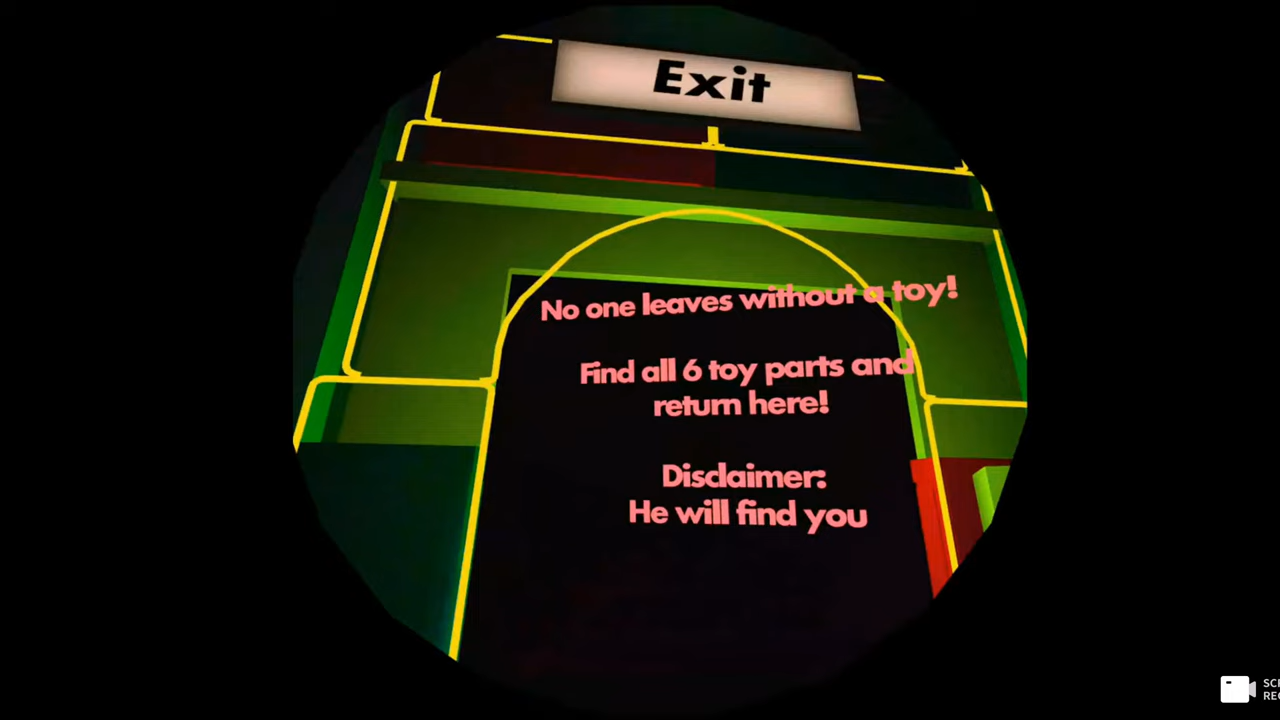 Exit
No one leaves without a toy!
Find all 6 toy parts and
return here!
Disclaimer:
He will find you